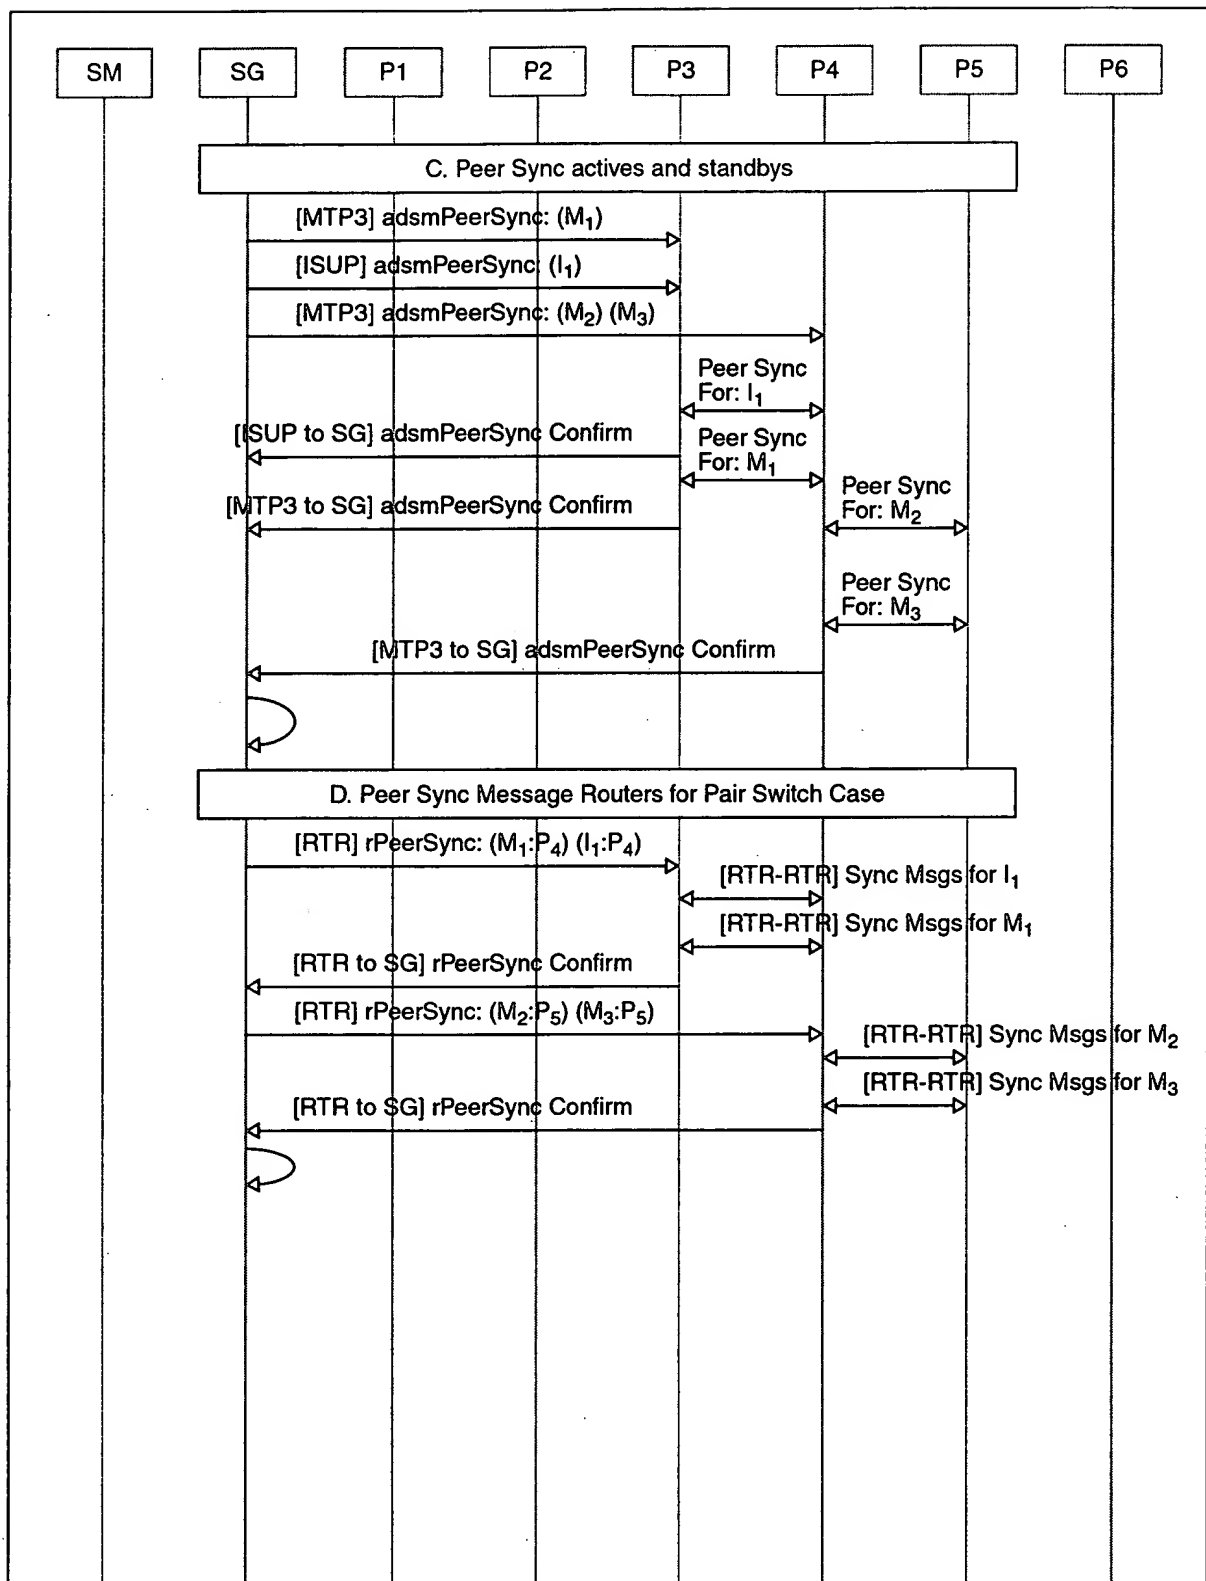 SM SG P1 P2 P3 P4 P5 P6
C. Peer Sync actives and standbys
[MTP3] adsmPeerSync: (M1)
[ISUP] adsmPeerSync: (I1)
[MTP3] adsmPeerSync: (M2) (M3)
Peer Sync
For: I1
[ISUP to SG] adsmPeerSync Confirm
Peer Sync
For: M1
[MTP3 to SG] adsmPeerSync Confirm
Peer Sync
For: M2
Peer Sync
For: M3
[MTP3 to SG] adsmPeerSync Confirm
D. Peer Sync Message Routers for Pair Switch Case
[RTR] rPeerSync: (M1:P4) (I1:P4)
[RTR-RTR] Sync Msgs for I1
[RTR-RTR] Sync Msgs for M1
[RTR to SG] rPeerSync Confirm
[RTR] rPeerSync: (M2:P5) (M3:P5)
[RTR-RTR] Sync Msgs for M2
[RTR-RTR] Sync Msgs for M3
[RTR to SG] rPeerSync Confirm